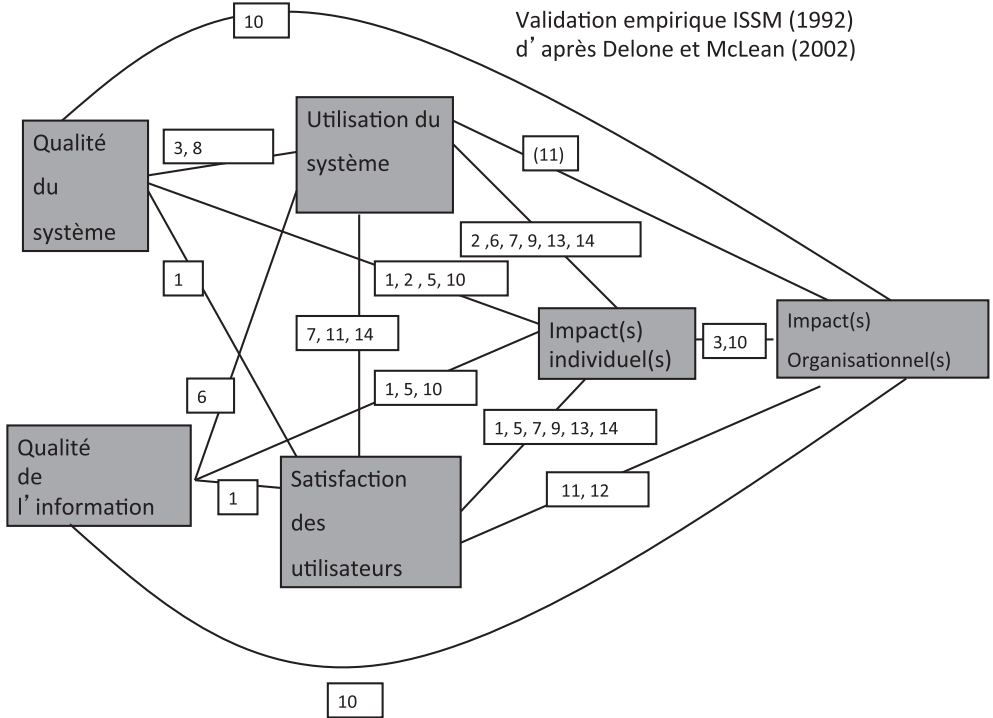 10
Validation empirique ISSM (1992)
d’ après Delone et McLean (2002)
Qualité
du
système
3, 8
Utilisation du
système
(11)
2 ,6, 7, 9, 13, 14
1
1, 2 , 5, 10
7, 11, 14
Impact(s)
individuel(s)
3,10
Impact(s)
Organisationnel(s)
6
1, 5, 10
1, 5, 7, 9, 13, 14
Qualité
de
l’ information
1
Satisfaction
des
utilisateurs
11, 12
10